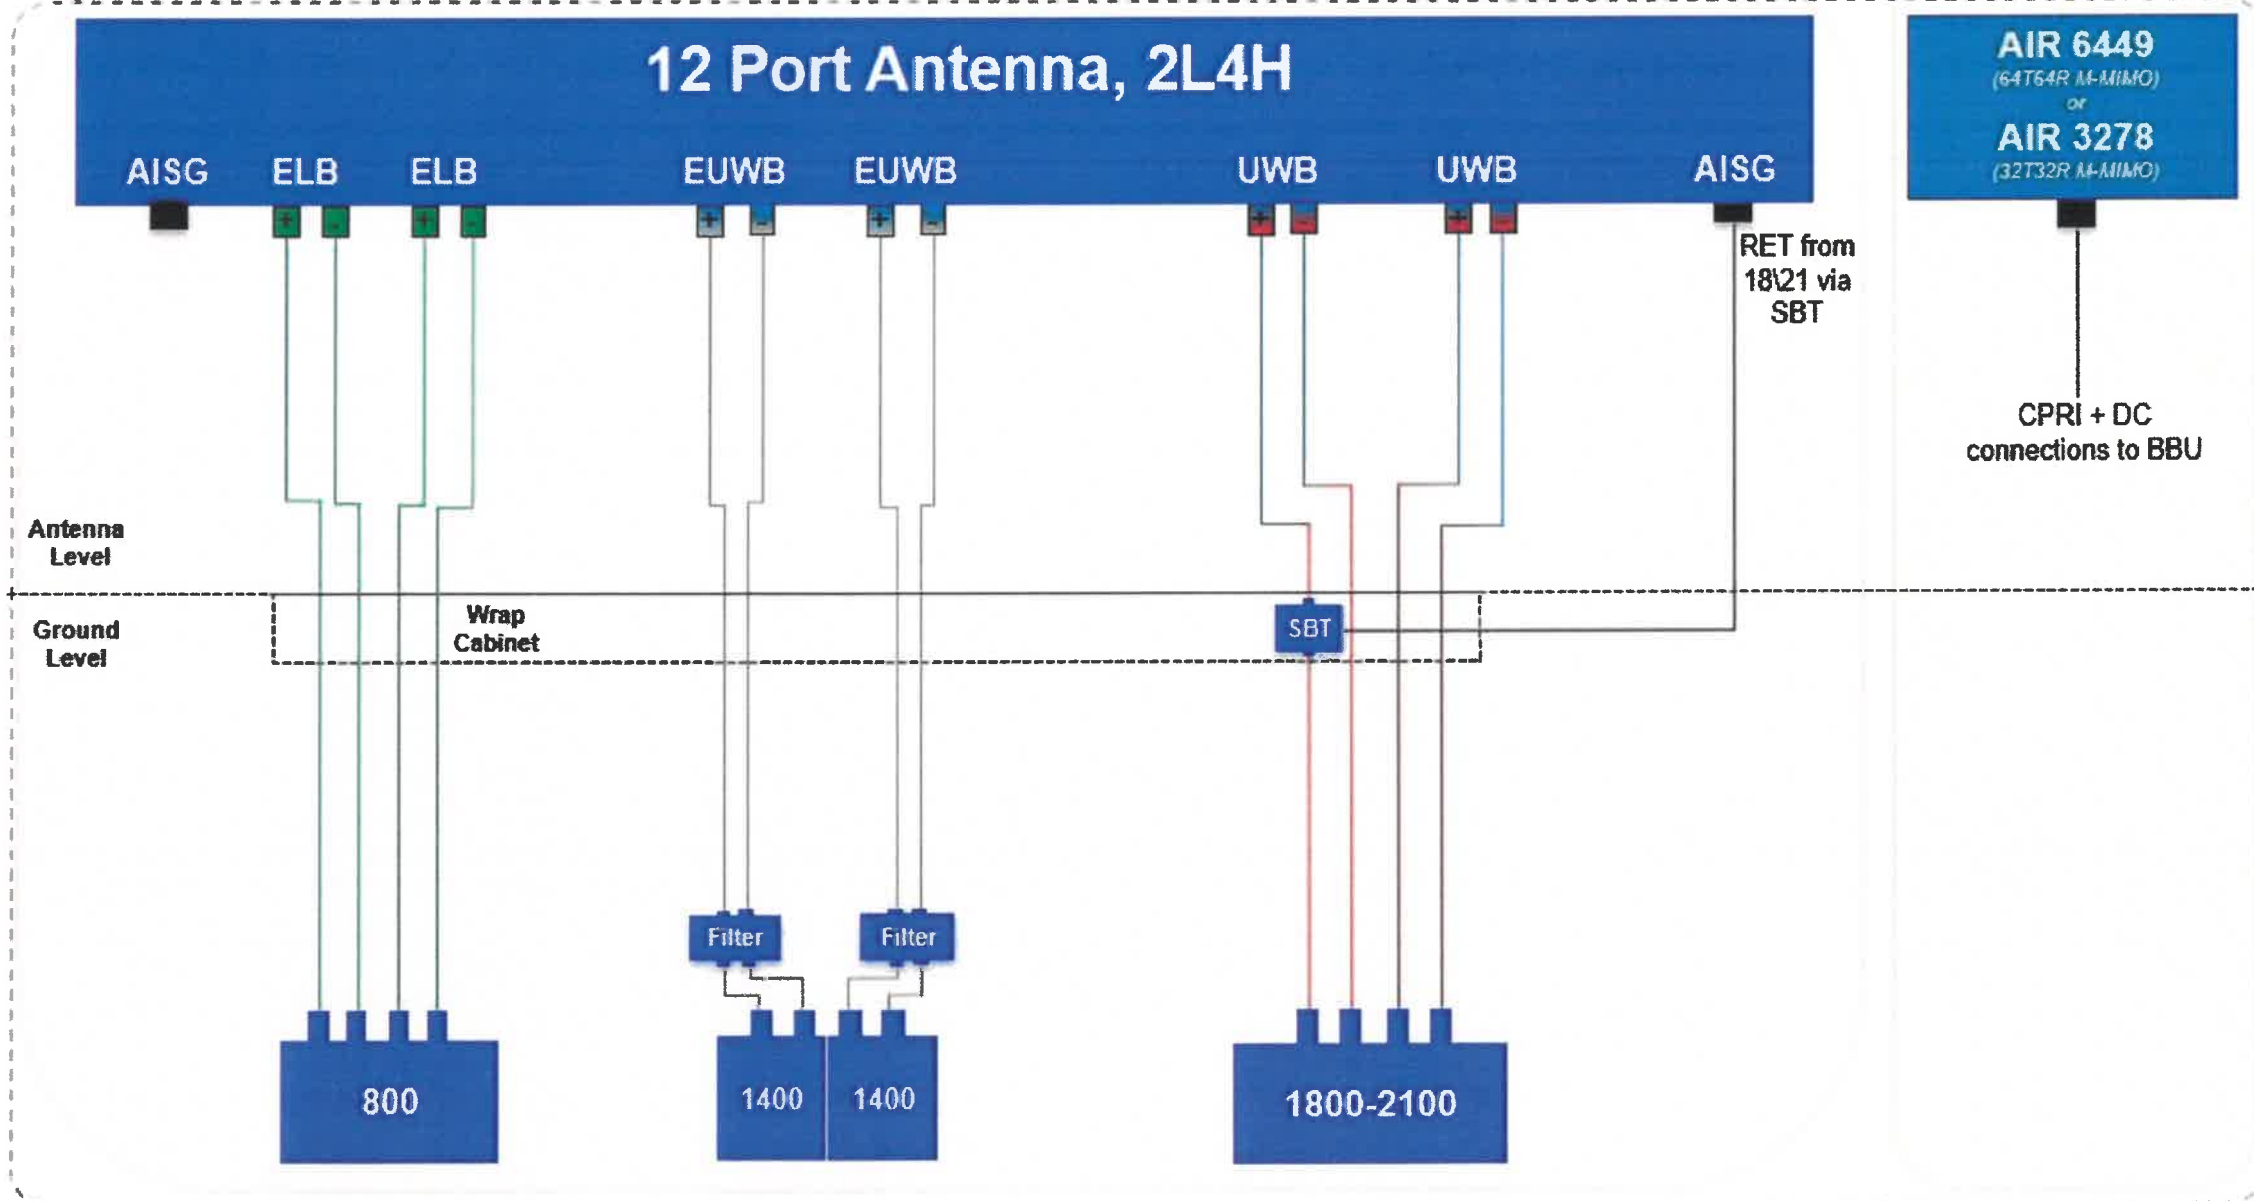 12 Port Antenna, 2L4H
AISG ELB ELB EUWB EUWB UWB UWB AISG
+ - + - + - + - + - + -
AIR 6449
(64T64R M-MIMO)
or
AIR 3278
(32T32R M-MIMO)
RET from
18\21 via
SBT
CPRI + DC
connections to BBU
Antenna
Level
Ground
Level
Wrap
Cabinet
SBT
Filter Filter
800 1400 1400 1800-2100